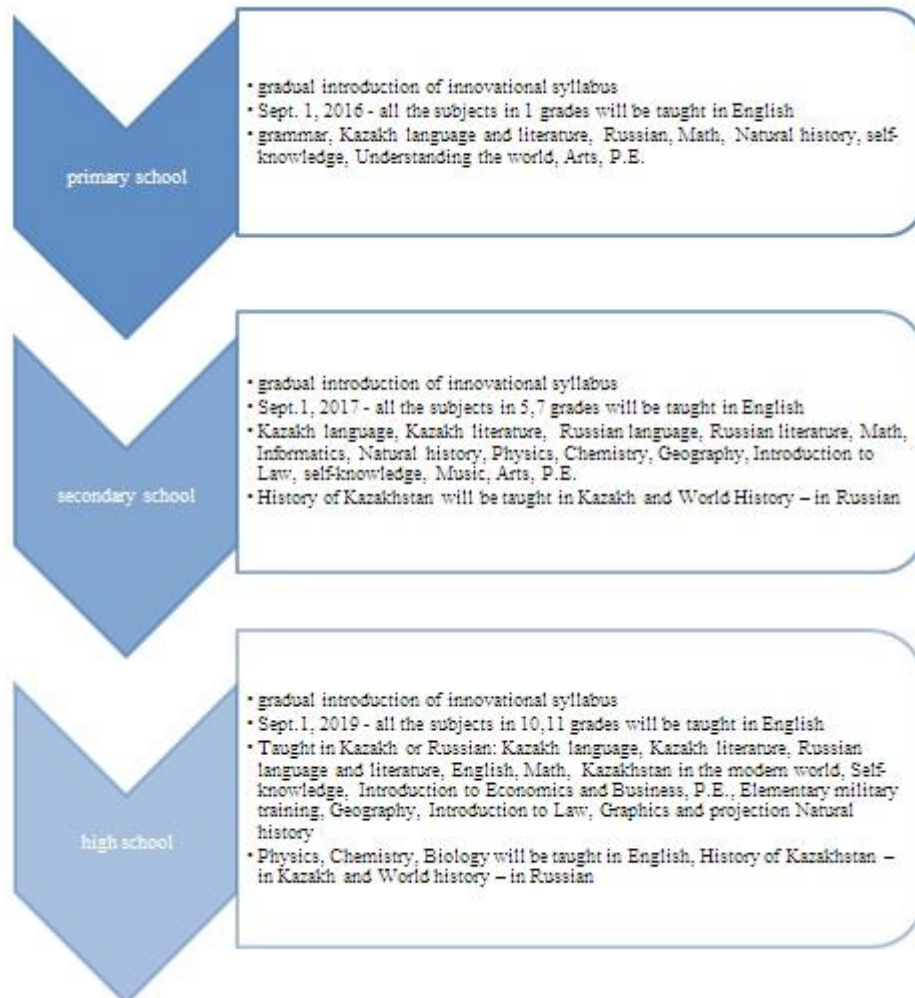 primary school
• gradual introduction of innovational syllabus
• Sept. 1, 2016 - all the subjects in 1 grades will be taught in English
• grammar, Kazakh language and literature, Russian, Math, Natural history, self-
knowledge, Understanding the world, Arts, P.E.
secondary school
• gradual introduction of innovational syllabus
• Sept.1, 2017 - all the subjects in 5,7 grades will be taught in English
• Kazakh language, Kazakh literature, Russian language, Russian literature, Math,
Informatics, Natural history, Physics, Chemistry, Geography, Introduction to
Law, self-knowledge, Music, Arts, P.E.
• History of Kazakhstan will be taught in Kazakh and World History – in Russian
high school
• gradual introduction of innovational syllabus
• Sept.1, 2019 - all the subjects in 10,11 grades will be taught in English
• Taught in Kazakh or Russian: Kazakh language, Kazakh literature, Russian
language and literature, English, Math, Kazakhstan in the modern world, Self-
knowledge, Introduction to Economics and Business, P.E., Elementary military
training, Geography, Introduction to Law, Graphics and projection Natural
history
• Physics, Chemistry, Biology will be taught in English, History of Kazakhstan –
in Kazakh and World history – in Russian